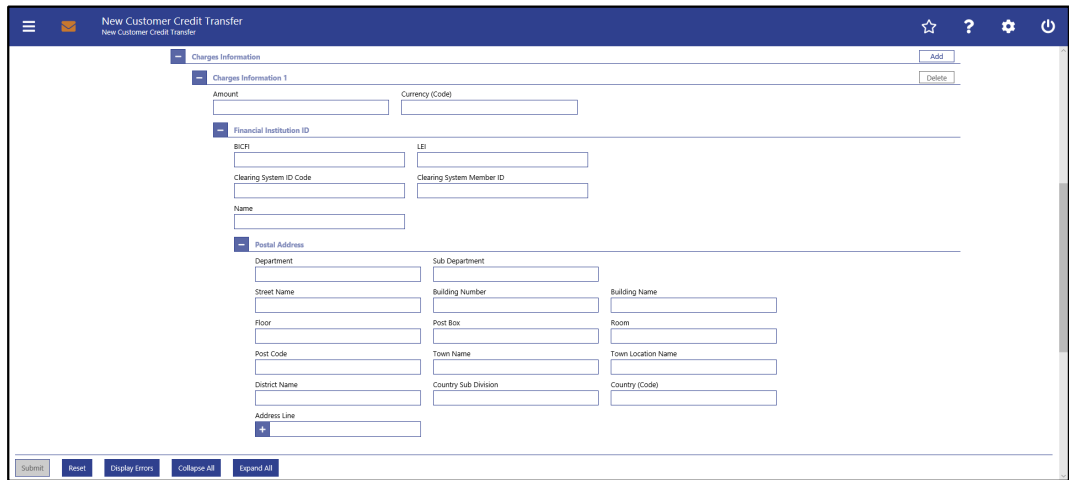 New Customer Credit Transfer
New Customer Credit Transfer
Charges Information Add
Charges Information 1 Delete
Amount Currency (Code)
Financial Institution ID
BICFI LEI
Clearing System ID Code Clearing System Member ID
Name
Postal Address
Department Sub Department
Street Name Building Number Building Name
Floor Post Box Room
Post Code Town Name Town Location Name
District Name Country Sub Division Country (Code)
Address Line
Submit Reset Display Errors Collapse All Expand All